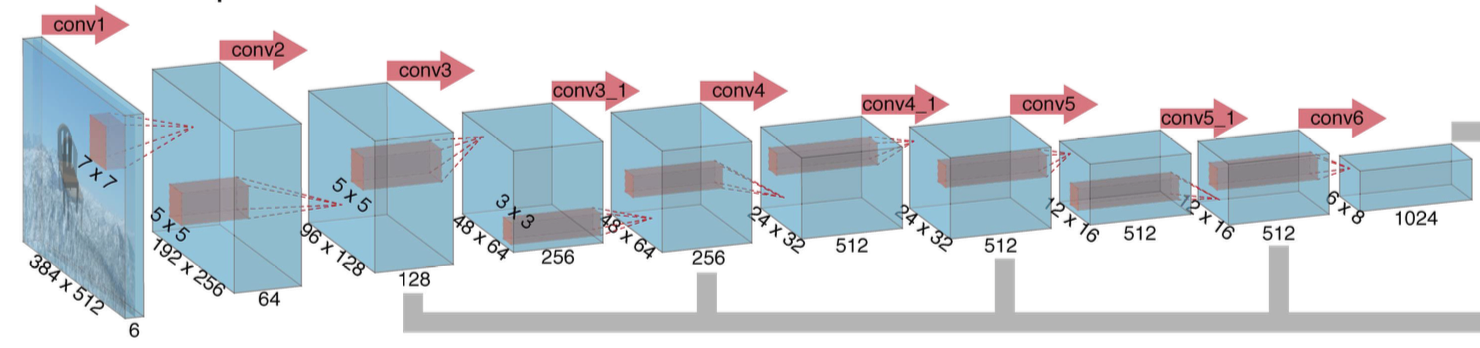 conv1
conv2
conv3
conv3_1
conv4
conv4_1
conv5
conv5_1
conv6
7 x 7
384 x 512
6
5 x 5
192 x 256
64
5 x 5
96 x 128
128
3 x 3
48 x 64
256
48 x 64
256
24 x 32
512
24 x 32
512
12 x 16
512
12 x 16
512
6 x 8
1024